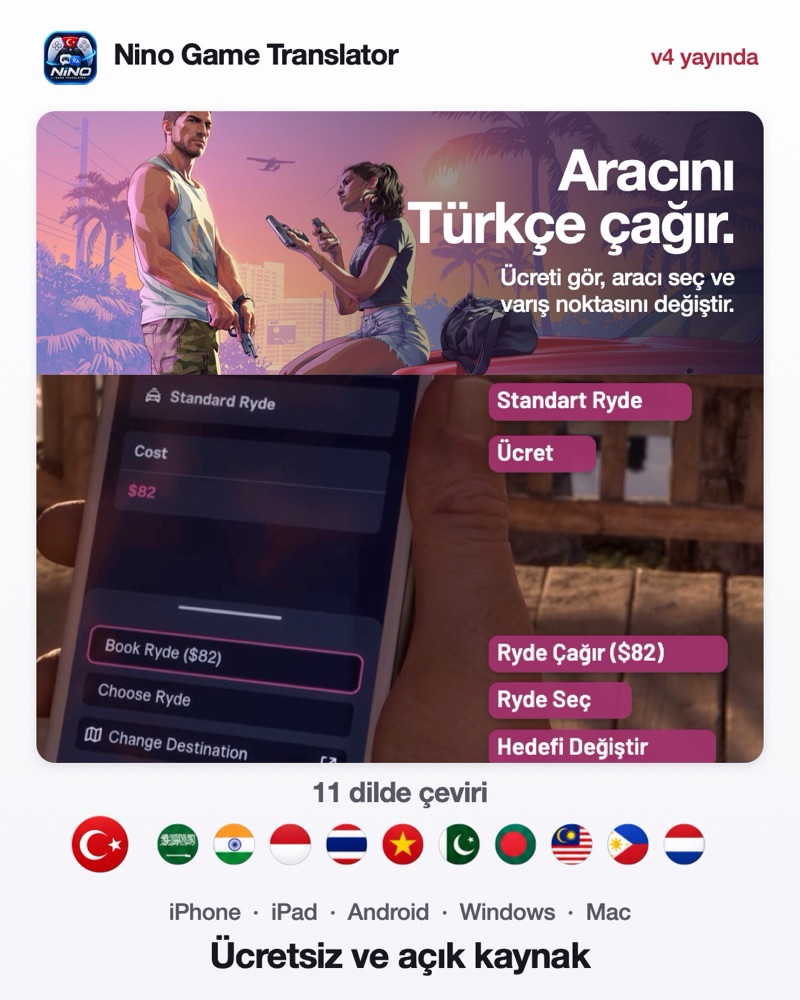 NiNO
Nino Game Translator
v4 yayında
Aracını
Türkçe çağır.
Ücreti gör, aracı seç ve
varış noktasını değiştir.
Standard Ryde
Standart Ryde
Cost
Ücret
$82
Book Ryde ($82)
Ryde Çağır ($82)
Choose Ryde
Ryde Seç
Change Destination
Hedefi Değiştir
11 dilde çeviri
iPhone · iPad · Android · Windows · Mac
Ücretsiz ve açık kaynak